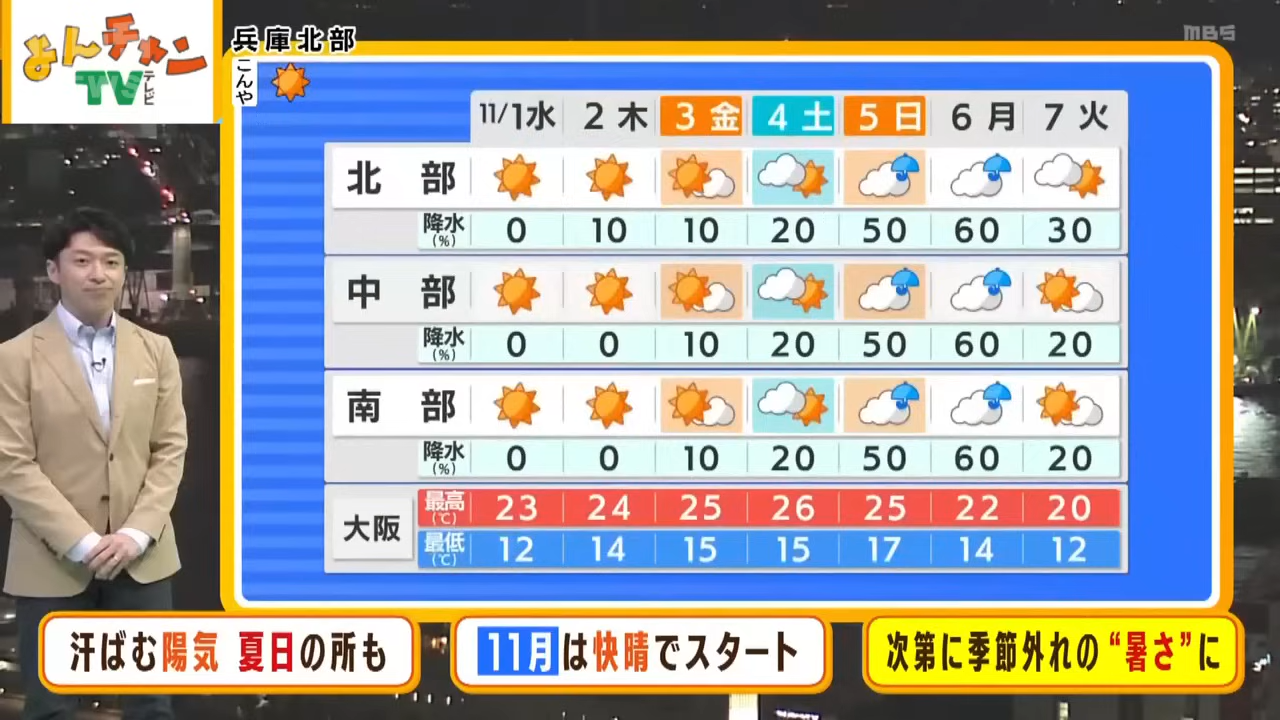 よんチャン
TV
テレビ
兵庫北部
こんや
MBS
11/1水 2木 3金 4土 5日 6月 7火
北部
降水(%) 0 10 10 20 50 60 30
中部
降水(%) 0 0 10 20 50 60 20
南部
降水(%) 0 0 10 20 50 60 20
大阪
最高(℃) 23 24 25 26 25 22 20
最低(℃) 12 14 15 15 17 14 12
汗ばむ陽気 夏日の所も
11月は快晴でスタート
次第に季節外れの“暑さ”に